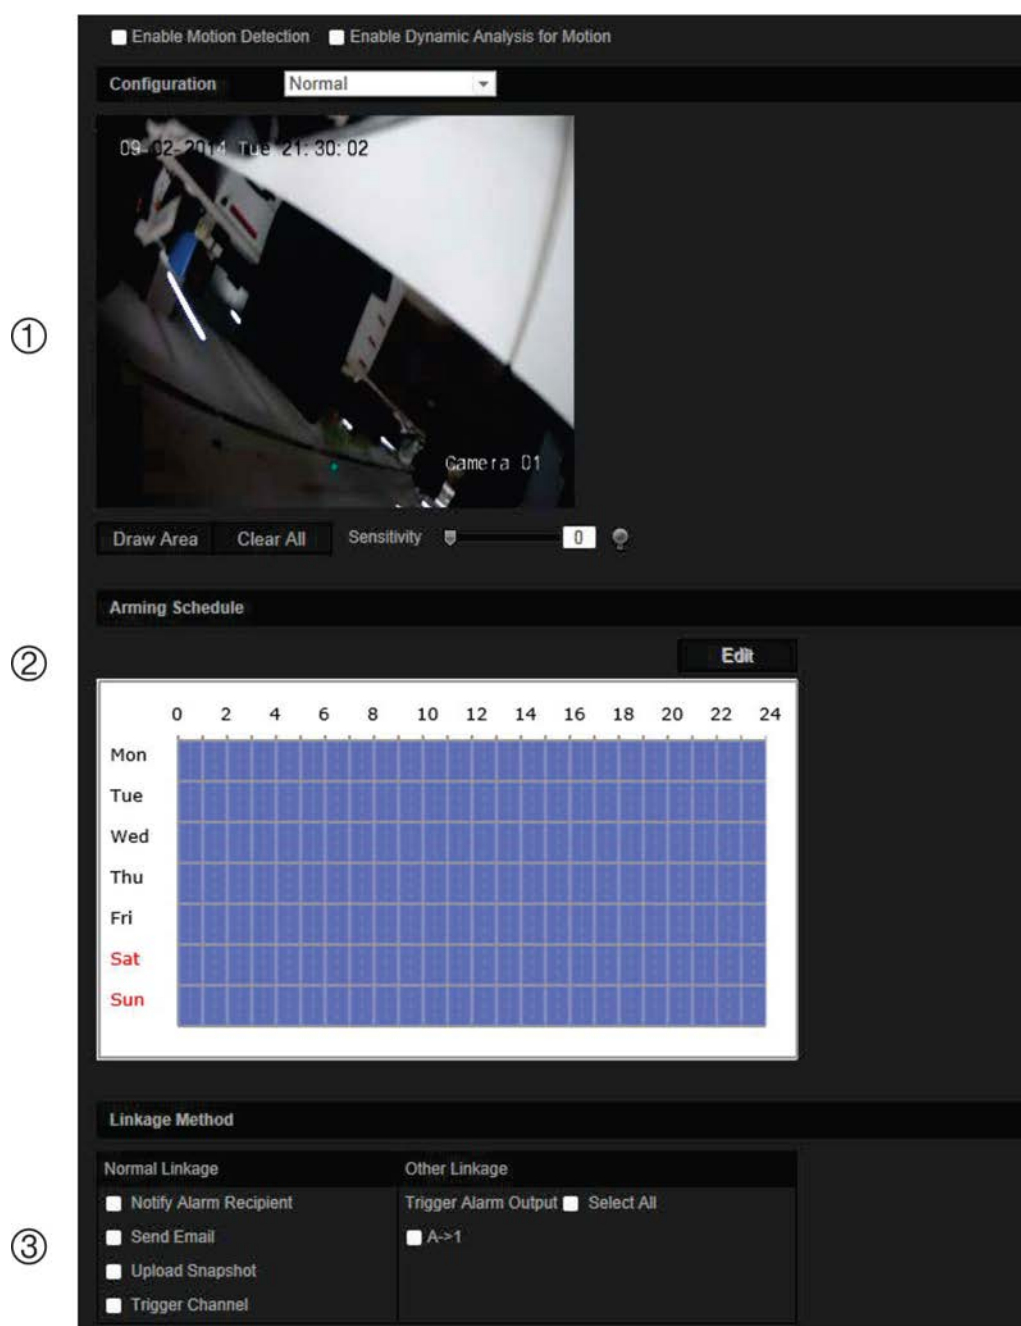 Enable Motion Detection Enable Dynamic Analysis for Motion
Configuration Normal
09-02-2014 Tue 21:30:02
①
Camera 01
Draw Area Clear All Sensitivity 0
Arming Schedule
②
Edit
0 2 4 6 8 10 12 14 16 18 20 22 24
Mon
Tue
Wed
Thu
Fri
Sat
Sun
Linkage Method
Normal Linkage Other Linkage
Notify Alarm Recipient Trigger Alarm Output Select All
③
Send Email A->1
Upload Snapshot
Trigger Channel